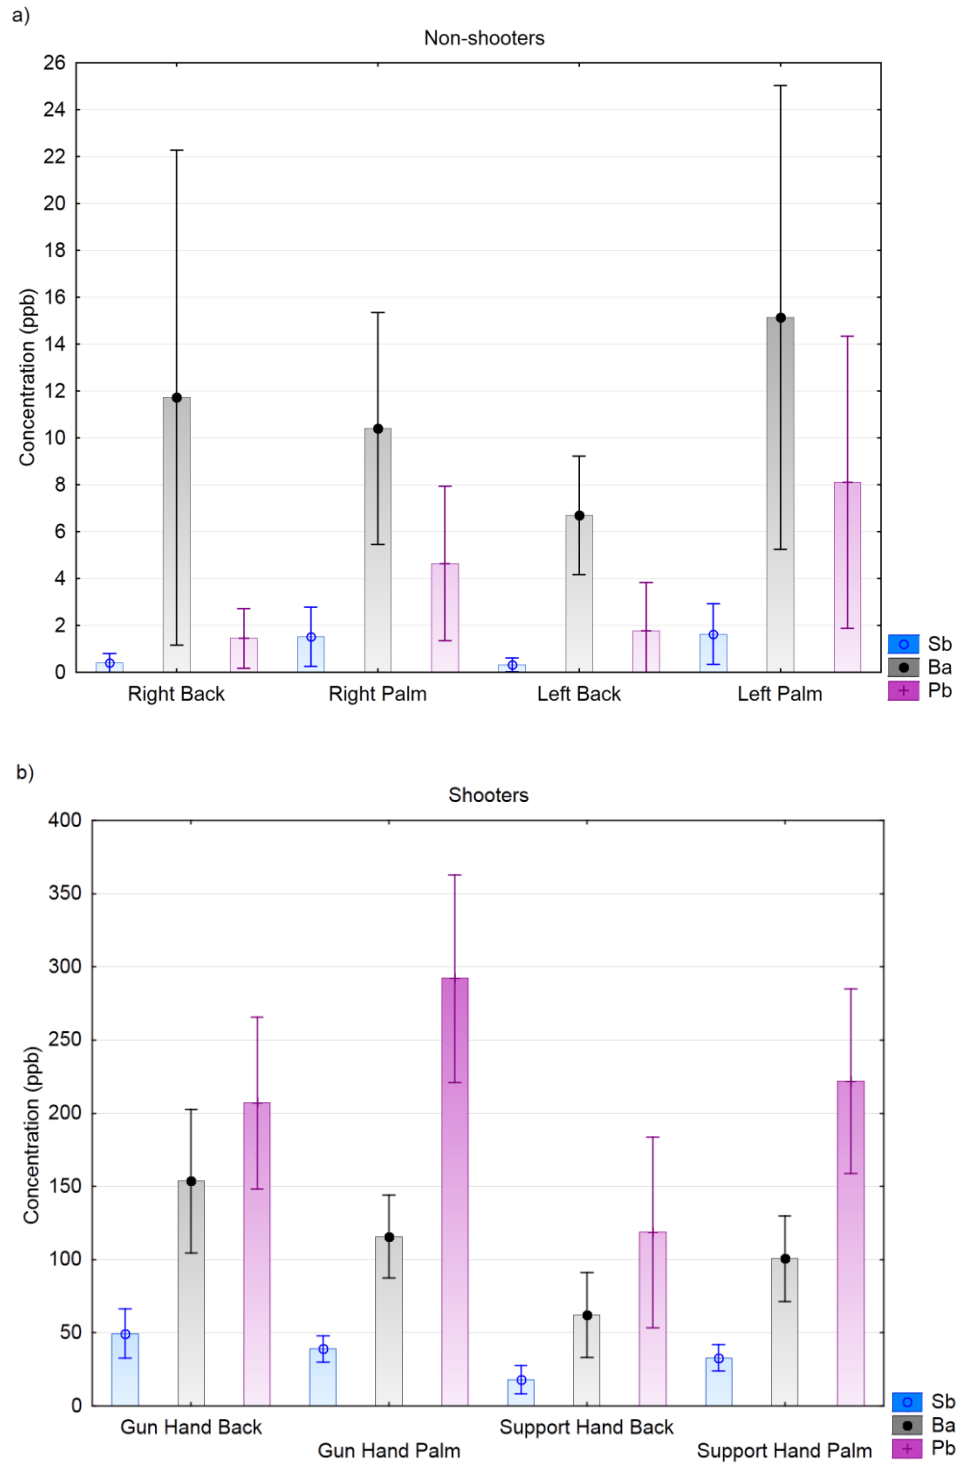 a)
Non-shooters
26
24
22
20
18
16
14
12
10
8
6
4
2
0
Concentration (ppb)
Right Back
Right Palm
Left Back
Left Palm
Sb
Ba
Pb
b)
Shooters
400
350
300
250
200
150
100
50
0
Concentration (ppb)
Gun Hand Back
Gun Hand Palm
Support Hand Back
Support Hand Palm
Sb
Ba
Pb